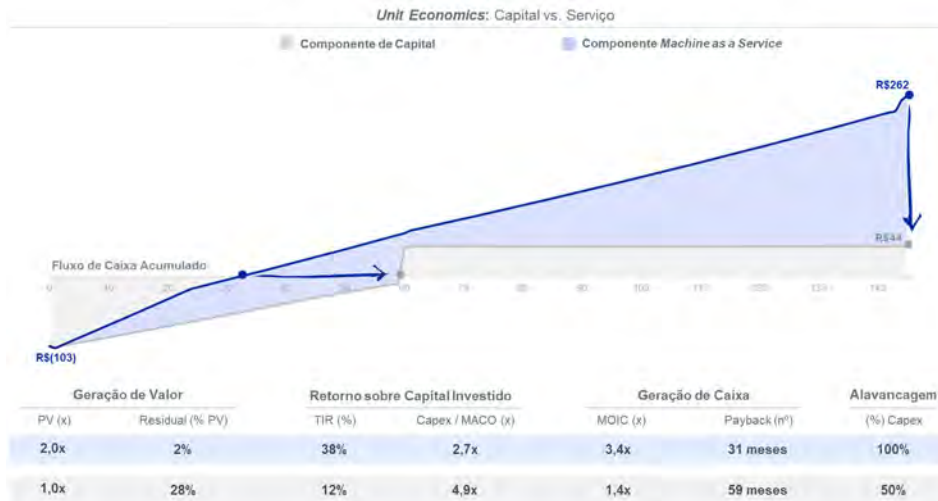 Unit Economics: Capital vs. Serviço
Componente de Capital Componente Machine as a Service
R$262
R$44
Fluxo de Caixa Acumulado
0 10
R$(103)
Geração de Valor Retorno sobre Capital Investido Geração de Caixa Alavancagem
PV (x) Residual (% PV) TIR (%) Capex / MACO (x) MOIC (x) Payback (nº) (%) Capex
2,0x 2% 38% 2,7x 3,4x 31 meses 100%
1,0x 28% 12% 4,9x 1,4x 59 meses 50%